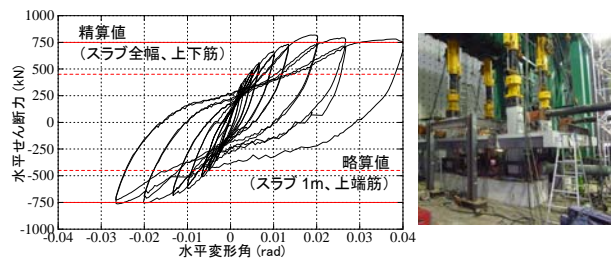 1000
750
500
250
0
-250
-500
-750
-1000
水平せん断力 (kN)
精算値
(スラブ全幅、上下筋)
略算値
(スラブ 1m、上端筋)
-0.04 -0.03 -0.02 -0.01 0 0.01 0.02 0.03 0.04
水平変形角 (rad)